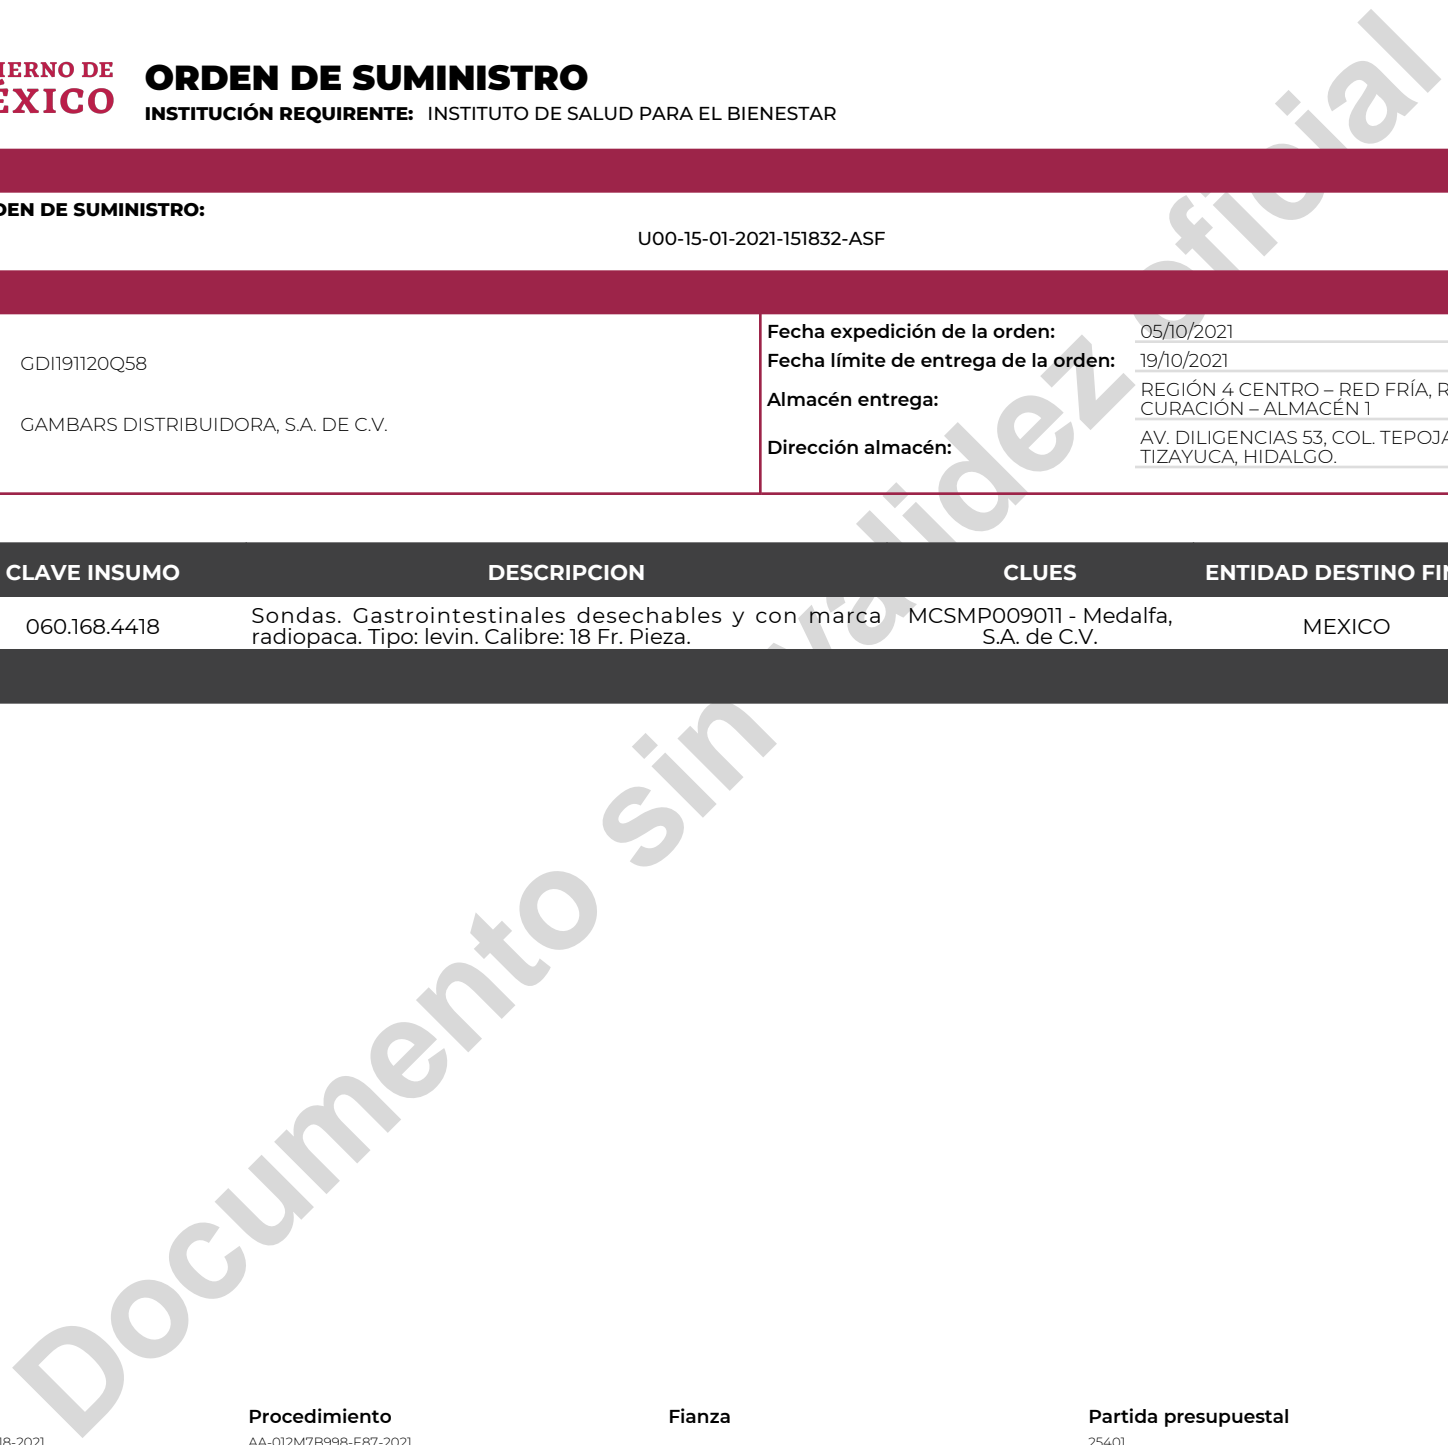 IERNO DE
ÉXICO
ORDEN DE SUMINISTRO
INSTITUCIÓN REQUIRENTE: INSTITUTO DE SALUD PARA EL BIENESTAR
DEN DE SUMINISTRO:
U00-15-01-2021-151832-ASF
GDI191120Q58
GAMBARS DISTRIBUIDORA, S.A. DE C.V.
Fecha expedición de la orden: 05/10/2021
Fecha límite de entrega de la orden: 19/10/2021
Almacén entrega: REGIÓN 4 CENTRO – RED FRÍA, R
CURACIÓN – ALMACÉN 1
Dirección almacén: AV. DILIGENCIAS 53, COL. TEPOJA
TIZAYUCA, HIDALGO.
CLAVE INSUMO DESCRIPCION CLUES ENTIDAD DESTINO FIN
060.168.4418
Sondas. Gastrointestinales desechables y con marca
radiopaca. Tipo: levin. Calibre: 18 Fr. Pieza.
MCSMP009011 - Medalfa,
S.A. de C.V.
MEXICO
Documento sin validez oficial
Procedimiento Fianza Partida presupuestal
18-2021 AA-012M7B998-E87-2021 25401